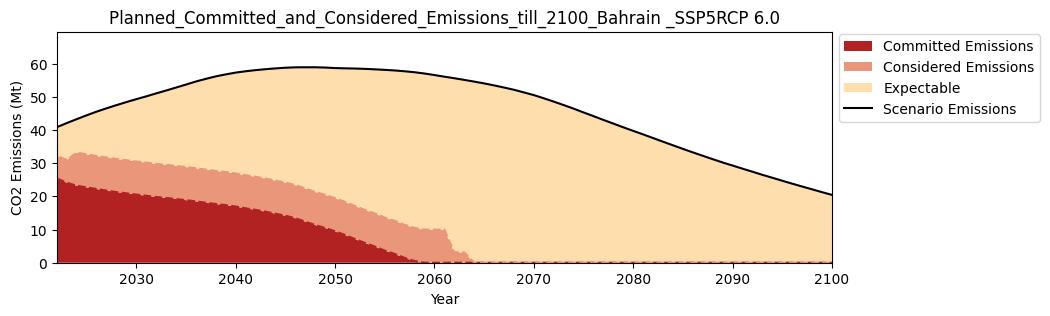 Planned_Committed_and_Considered_Emissions_till_2100_Bahrain _SSP5RCP 6.0
Committed Emissions
Considered Emissions
Expectable
Scenario Emissions
CO2 Emissions (Mt)
60
50
40
30
20
10
0
2030 2040 2050 2060 2070 2080 2090 2100
Year